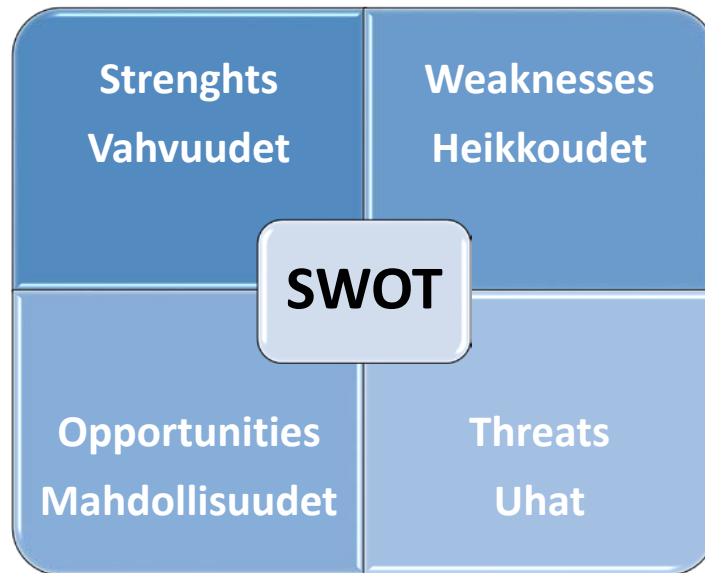 Strenghts
Vahvuudet
Weaknesses
Heikkoudet
SWOT
Opportunities
Mahdollisuudet
Threats
Uhat